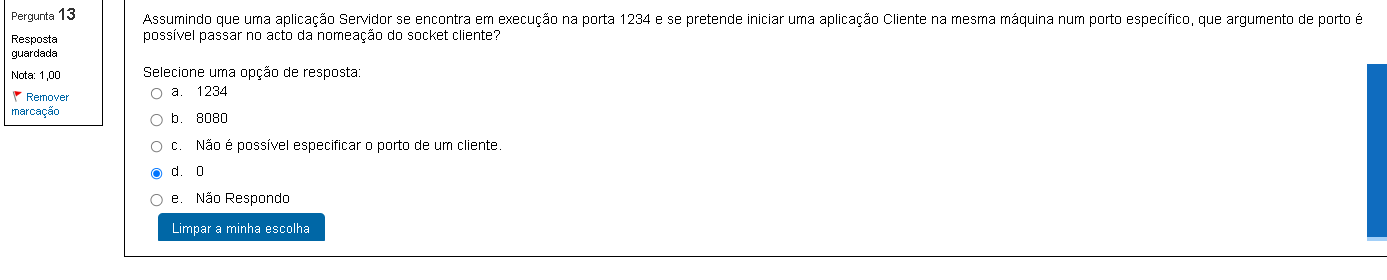 Pergunta 13
Resposta
guardada
Nota: 1,00
Remover
marcação
Assumindo que uma aplicação Servidor se encontra em execução na porta 1234 e se pretende iniciar uma aplicação Cliente na mesma máquina num porto específico, que argumento de porto é
possível passar no acto da nomeação do socket cliente?
Selecione uma opção de resposta:
a. 1234
b. 8080
c. Não é possível especificar o porto de um cliente.
d. 0
e. Não Respondo
Limpar a minha escolha